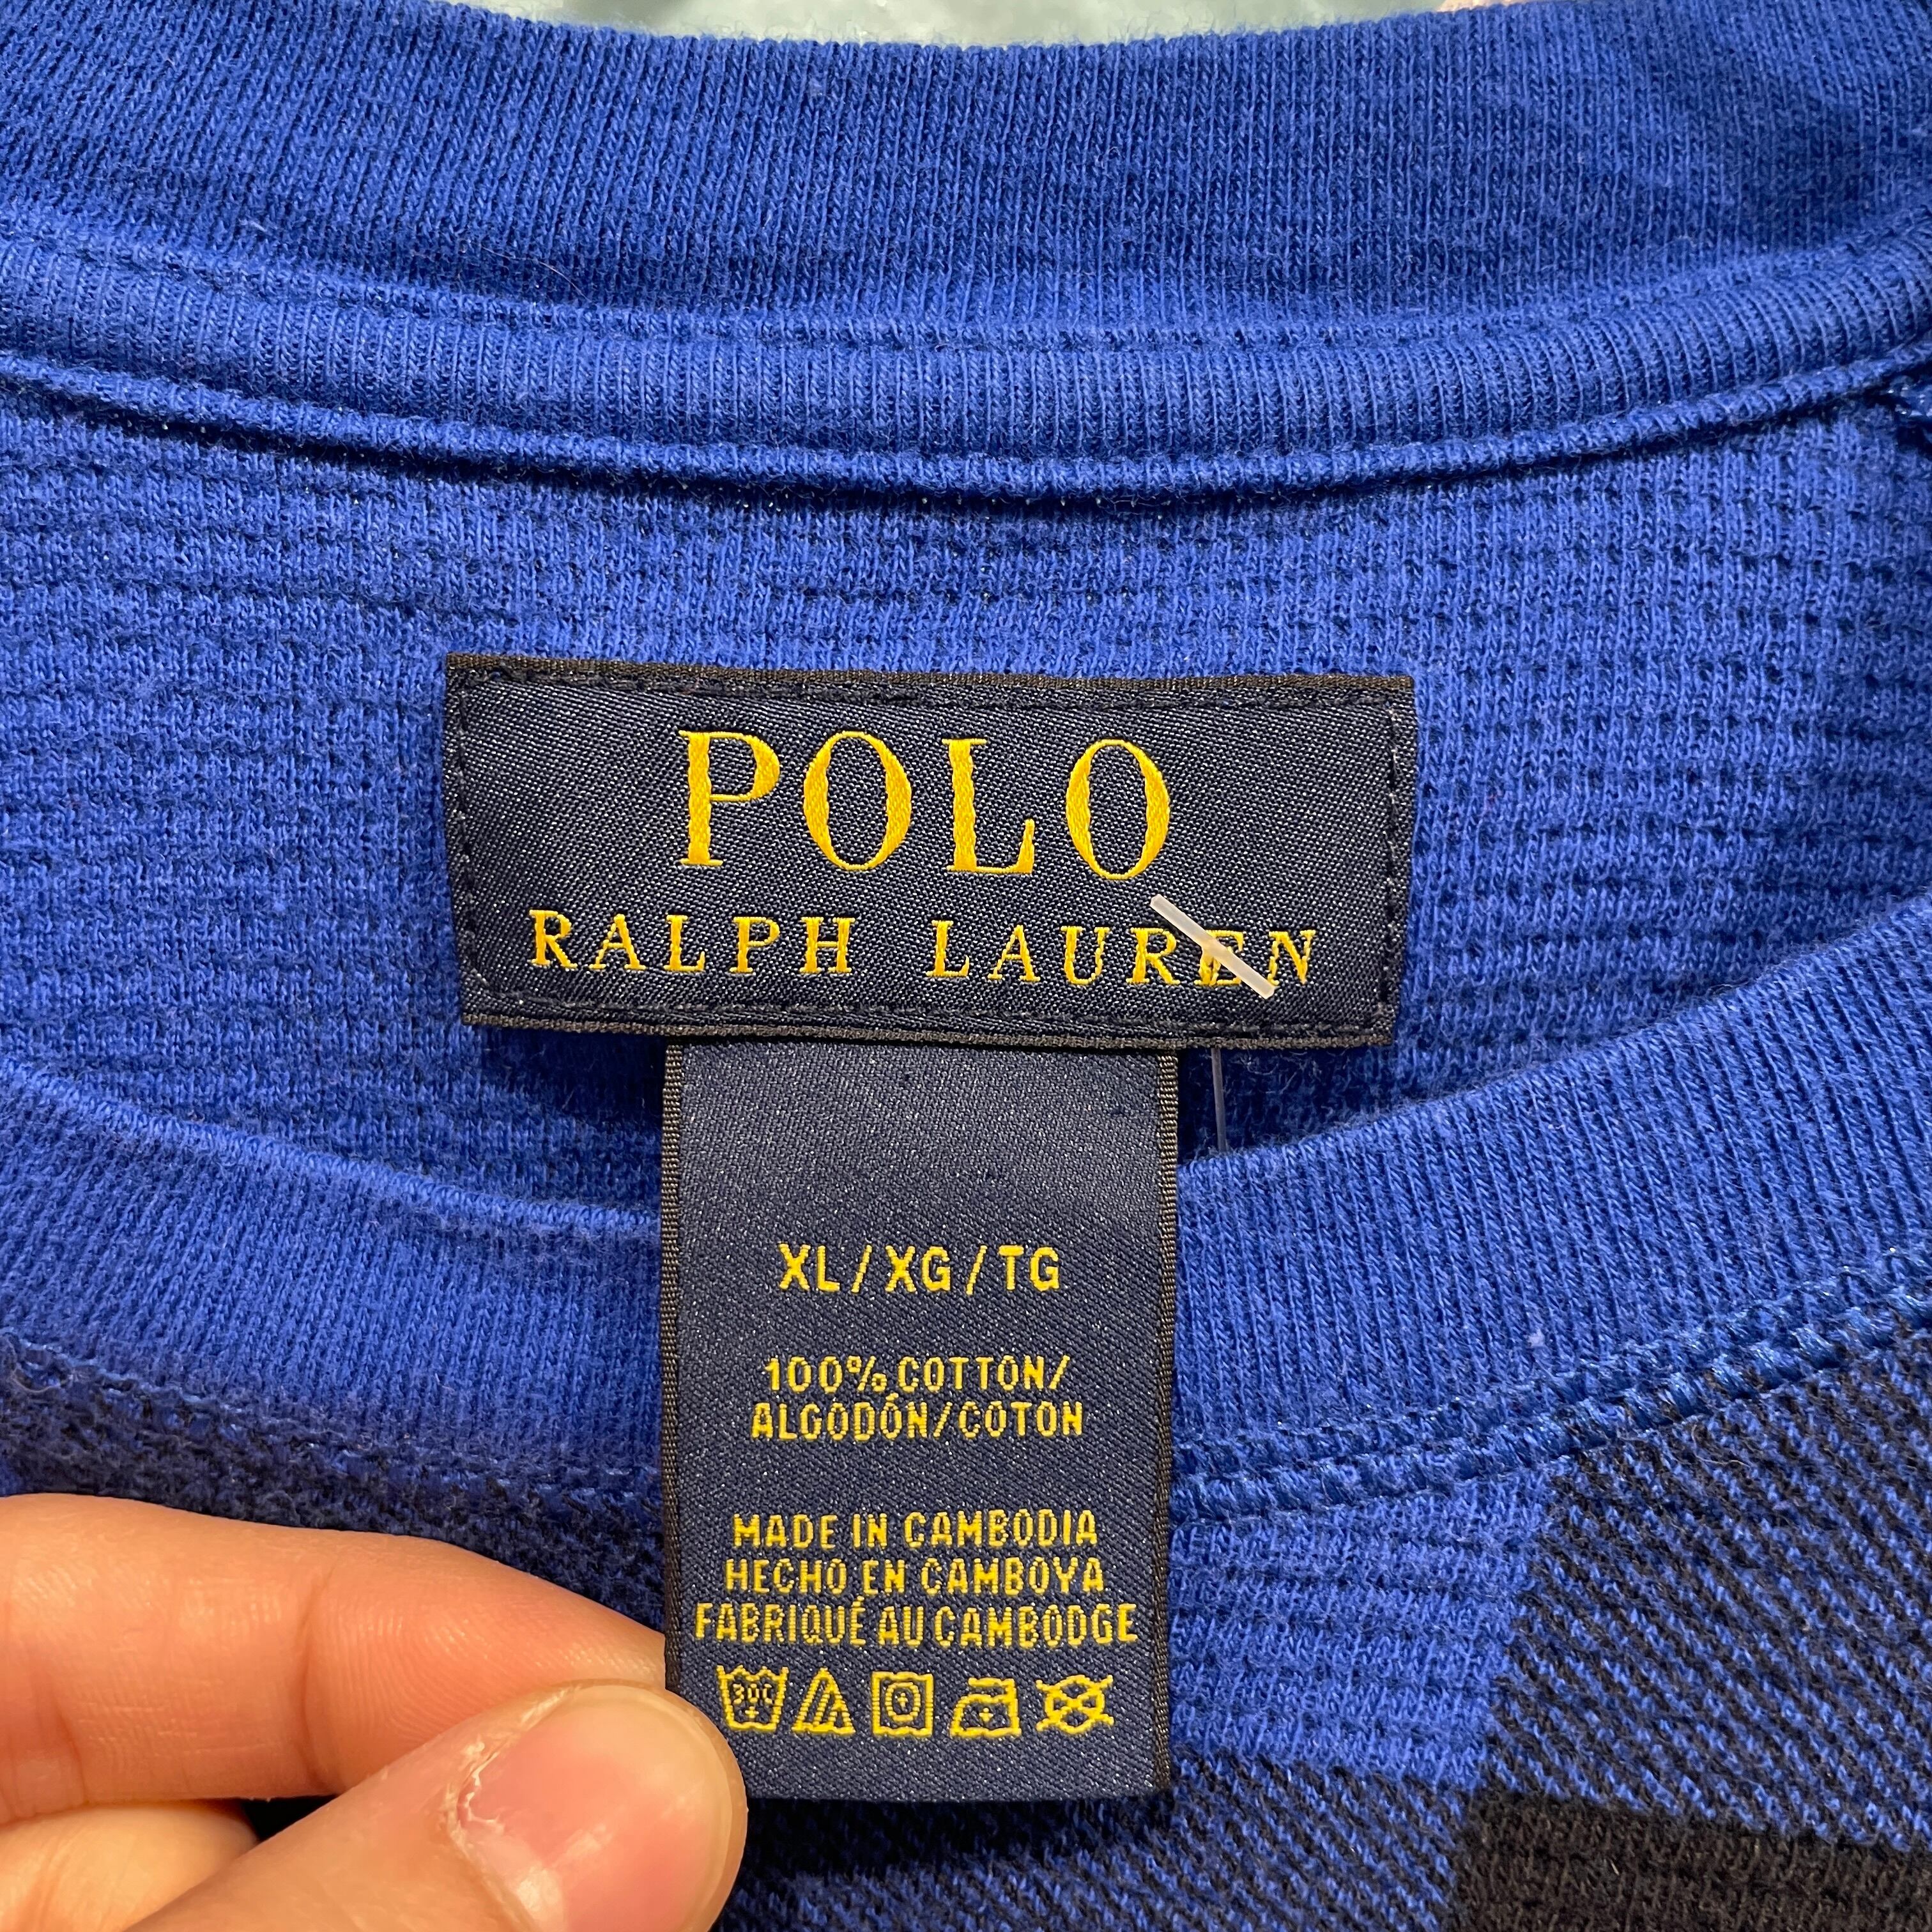 POLO
RALPH LAUREN
XL/XG/TG
100% COTTON/
ALGODÓN/COTON
MADE IN CAMBODIA
HECHO EN CAMBOYA
FABRIQUÉ AU CAMBODGE
30C